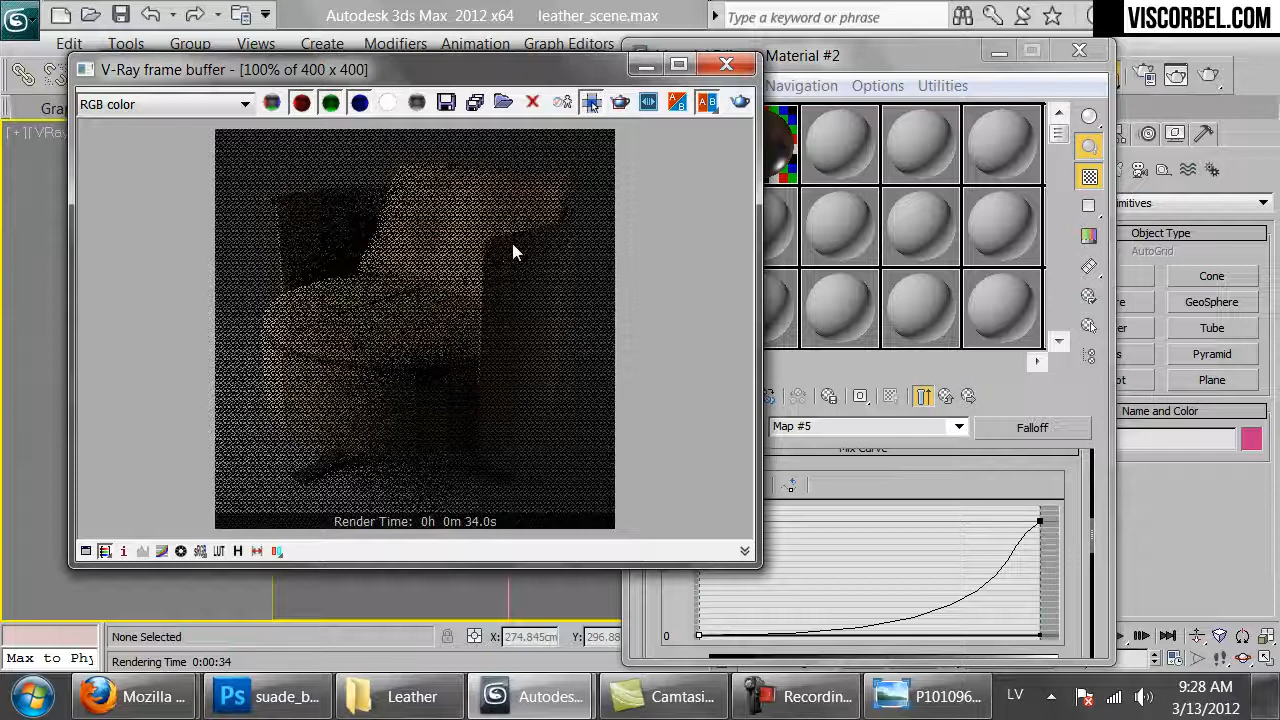 Autodesk 3ds Max 2012 x64 leather_scene.max
Type a keyword or phrase
VISCORBEL.COM
Edit Tools Group Views Create Modifiers Animation Graph Editors
Material #2
V-Ray frame buffer - [100% of 400 x 400]
Navigation Options Utilities
RGB color
[+][VRay
AutoGrid
Object Type
Cone
GeoSphere
Tube
Pyramid
Plane
Name and Color
Map #5
Falloff
Mix Curve
0
Render Time: 0h 0m 34.0s
LUT H
None Selected
X: 274.845cm Y: 296.88
Max to Phy
Rendering Time 0:00:34
Mozilla ...
Ps suade_b...
Leather
Autodes...
Camtasi...
Recordin...
P101096...
LV
9:28 AM
3/13/2012